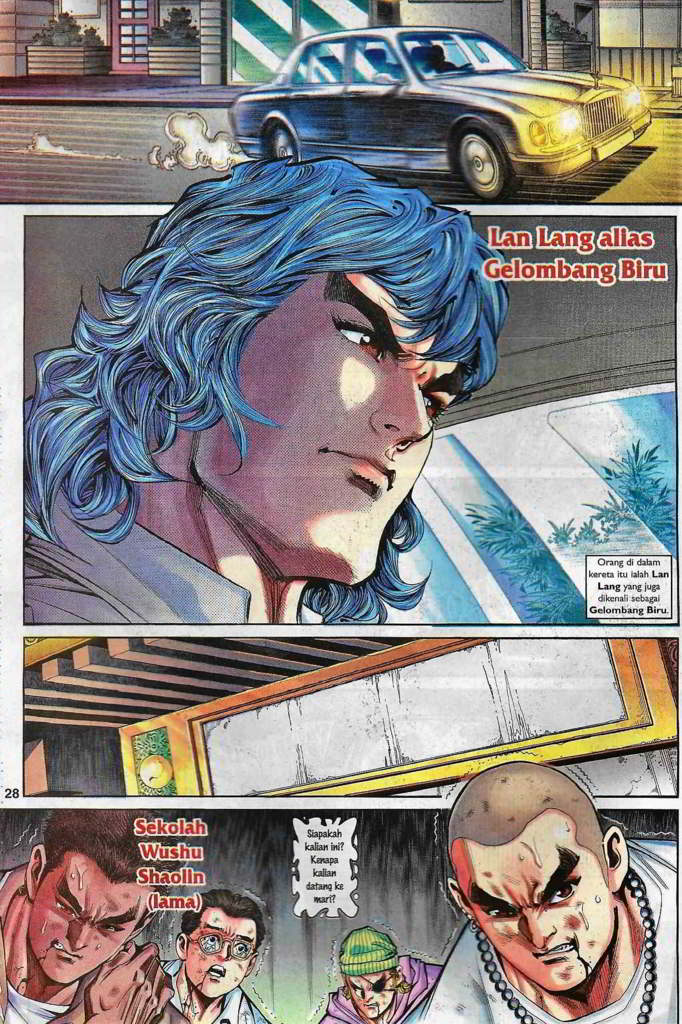 Lan Lang alias
Gelombang Biru
Orang di dalam
kereta itu ialah Lan
Lang yang juga
dikenali sebagai
Gelombang Biru.
28
Sekolah
Wushu
Shaolin
(lama)
Siapakah
kalian ini?
Kenapa
kalian
datang ke
mari?